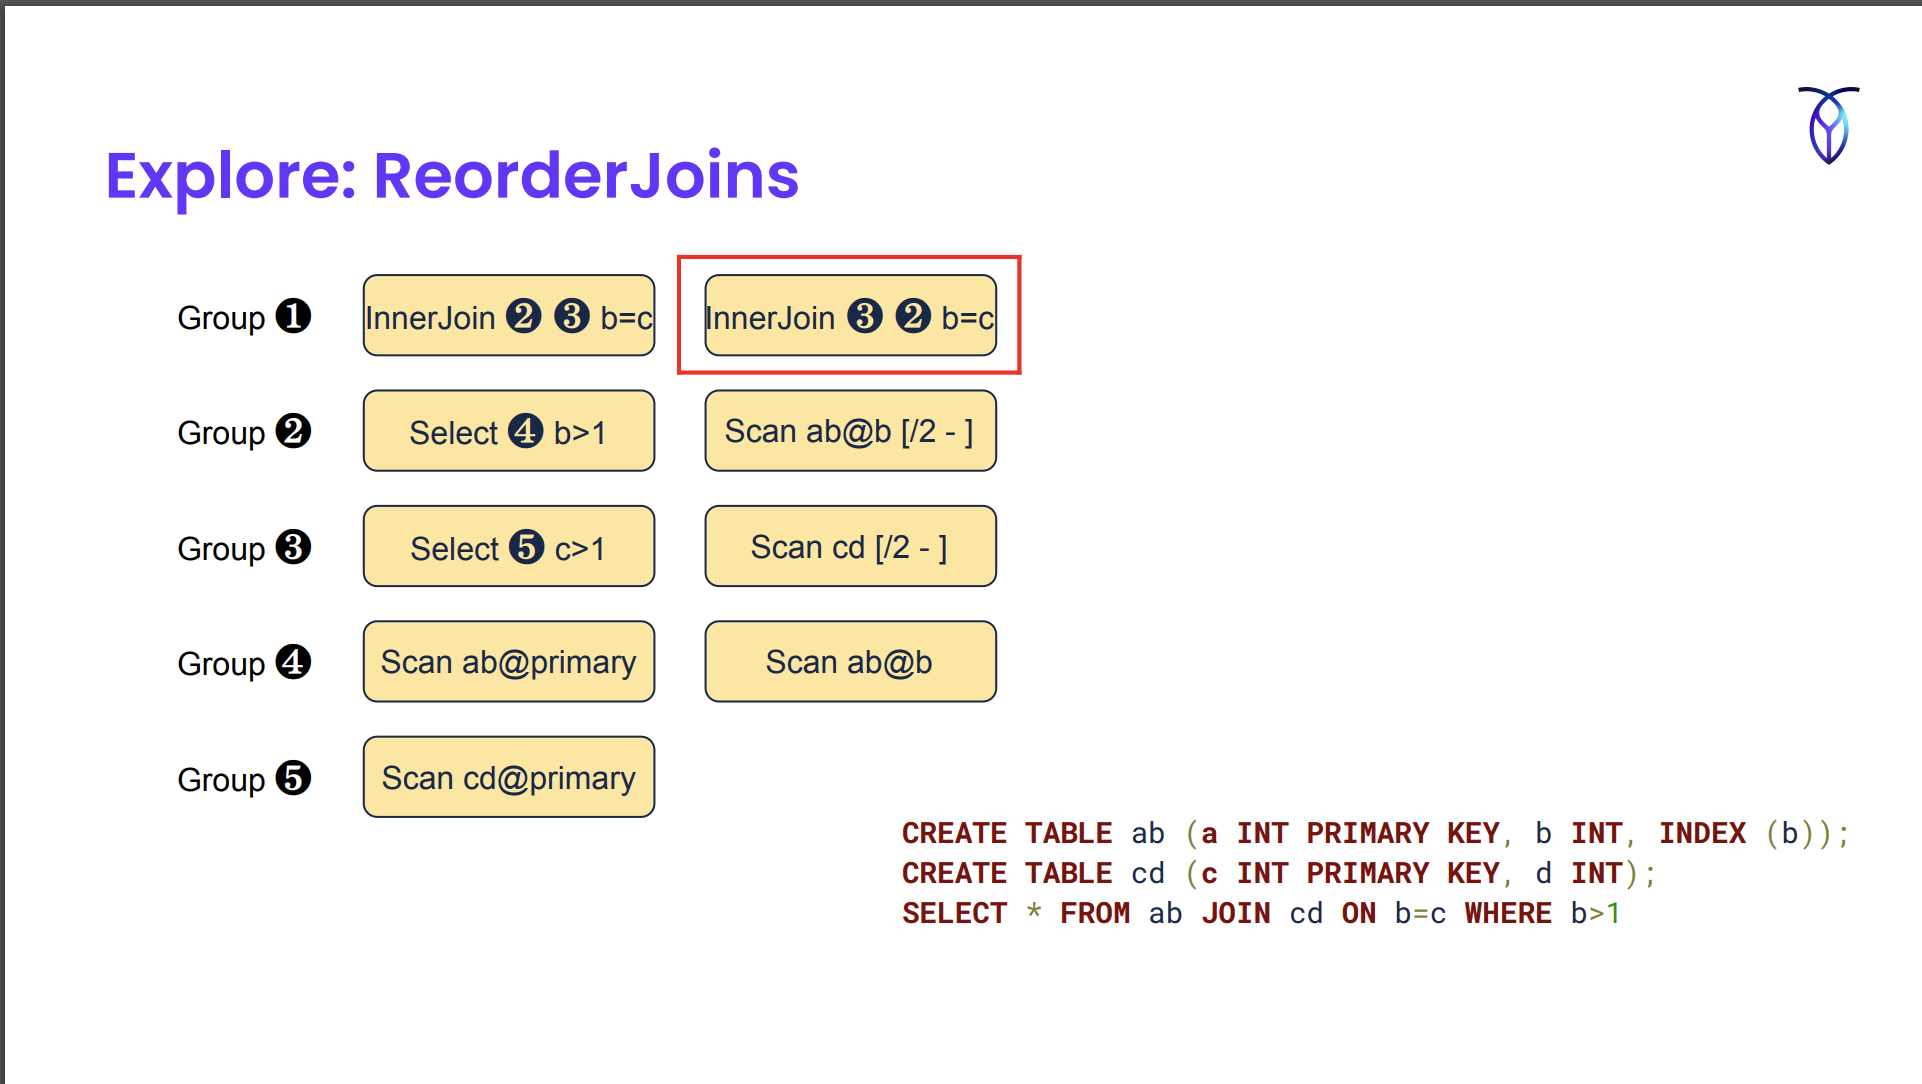 Explore: ReorderJoins
Group ❶ InnerJoin ❷ ❸ b=c InnerJoin ❸ ❷ b=c
Group ❷ Select ❹ b>1 Scan ab@b [/2 - ]
Group ❸ Select ❺ c>1 Scan cd [/2 - ]
Group ❹ Scan ab@primary Scan ab@b
Group ❺ Scan cd@primary
CREATE TABLE ab (a INT PRIMARY KEY, b INT, INDEX (b));
CREATE TABLE cd (c INT PRIMARY KEY, d INT);
SELECT * FROM ab JOIN cd ON b=c WHERE b>1